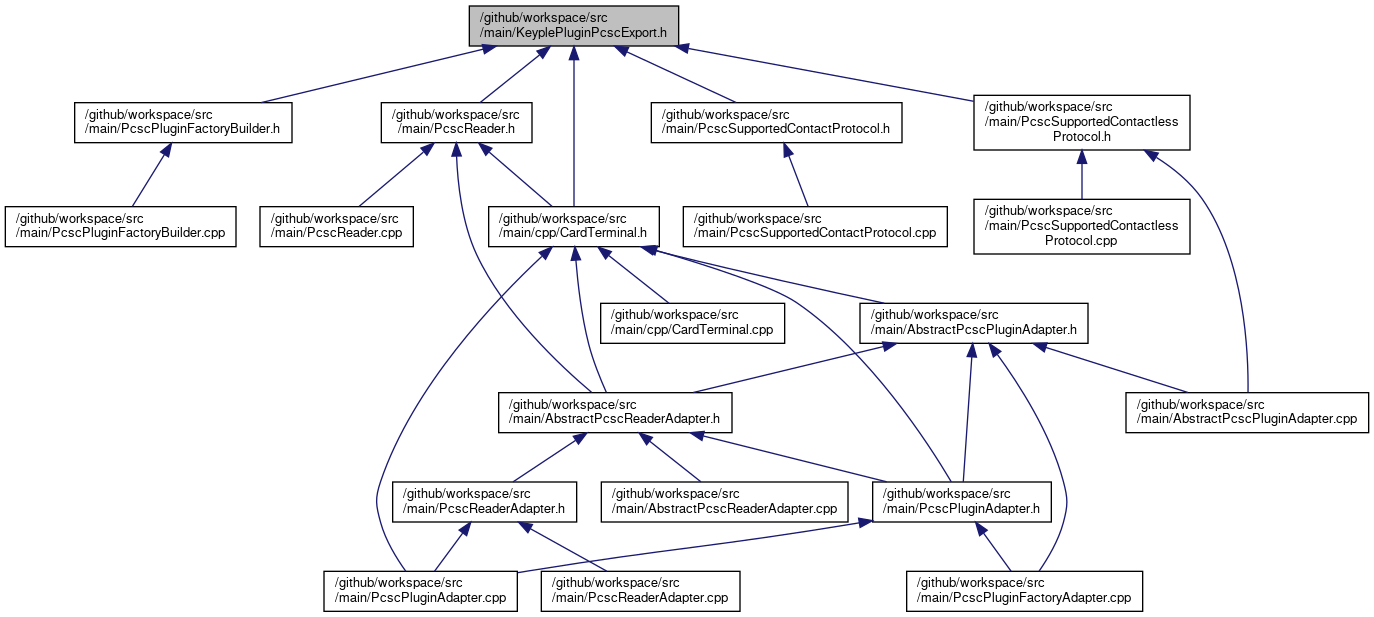 /github/workspace/src
/main/KeyplePluginPcscExport.h
/github/workspace/src
/main/PcscPluginFactoryBuilder.h
/github/workspace/src
/main/PcscReader.h
/github/workspace/src
/main/PcscSupportedContactProtocol.h
/github/workspace/src
/main/PcscSupportedContactless
Protocol.h
/github/workspace/src
/main/PcscPluginFactoryBuilder.cpp
/github/workspace/src
/main/PcscReader.cpp
/github/workspace/src
/main/cpp/CardTerminal.h
/github/workspace/src
/main/PcscSupportedContactProtocol.cpp
/github/workspace/src
/main/PcscSupportedContactless
Protocol.cpp
/github/workspace/src
/main/cpp/CardTerminal.cpp
/github/workspace/src
/main/AbstractPcscPluginAdapter.h
/github/workspace/src
/main/AbstractPcscReaderAdapter.h
/github/workspace/src
/main/AbstractPcscPluginAdapter.cpp
/github/workspace/src
/main/PcscReaderAdapter.h
/github/workspace/src
/main/AbstractPcscReaderAdapter.cpp
/github/workspace/src
/main/PcscPluginAdapter.h
/github/workspace/src
/main/PcscPluginAdapter.cpp
/github/workspace/src
/main/PcscReaderAdapter.cpp
/github/workspace/src
/main/PcscPluginFactoryAdapter.cpp